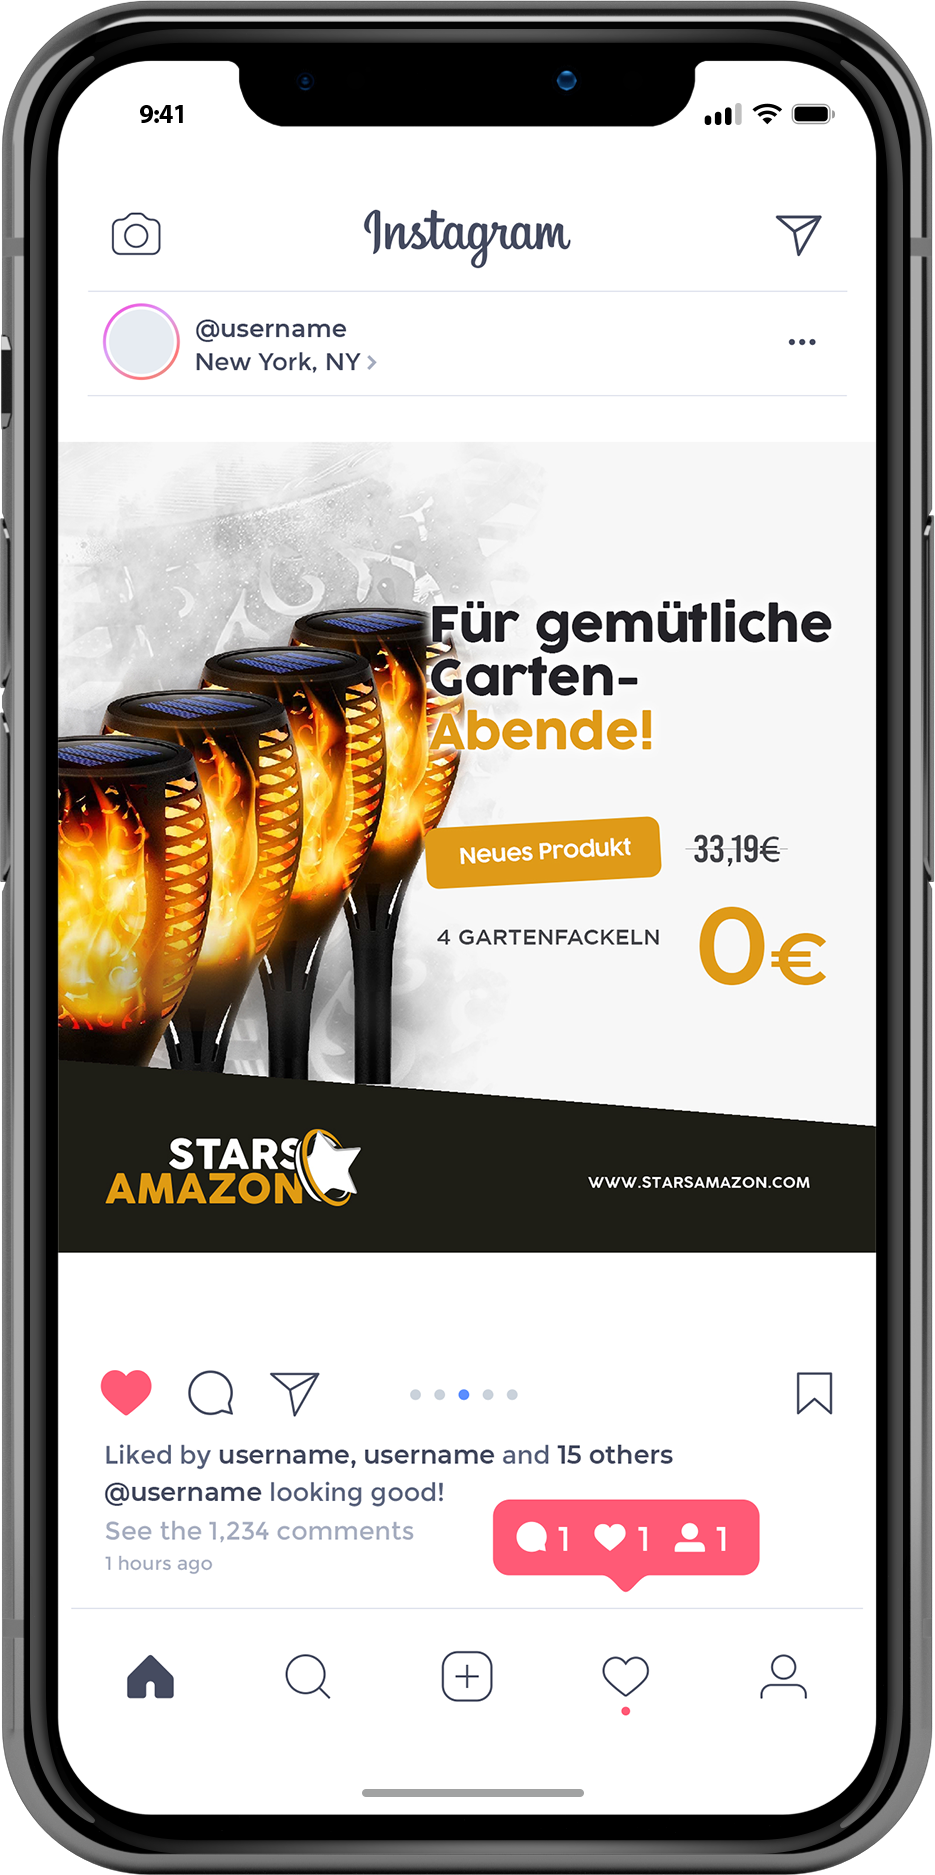 9:41
Instagram
@username
New York, NY
Für gemütliche
Garten-
Abende!
Neues Produkt
33,19€
4 GARTENFACKELN
0€
STARS
AMAZON
WWW.STARSAMAZON.COM
Liked by username, username and 15 others
@username looking good!
See the 1,234 comments
1 hours ago
1 1 1